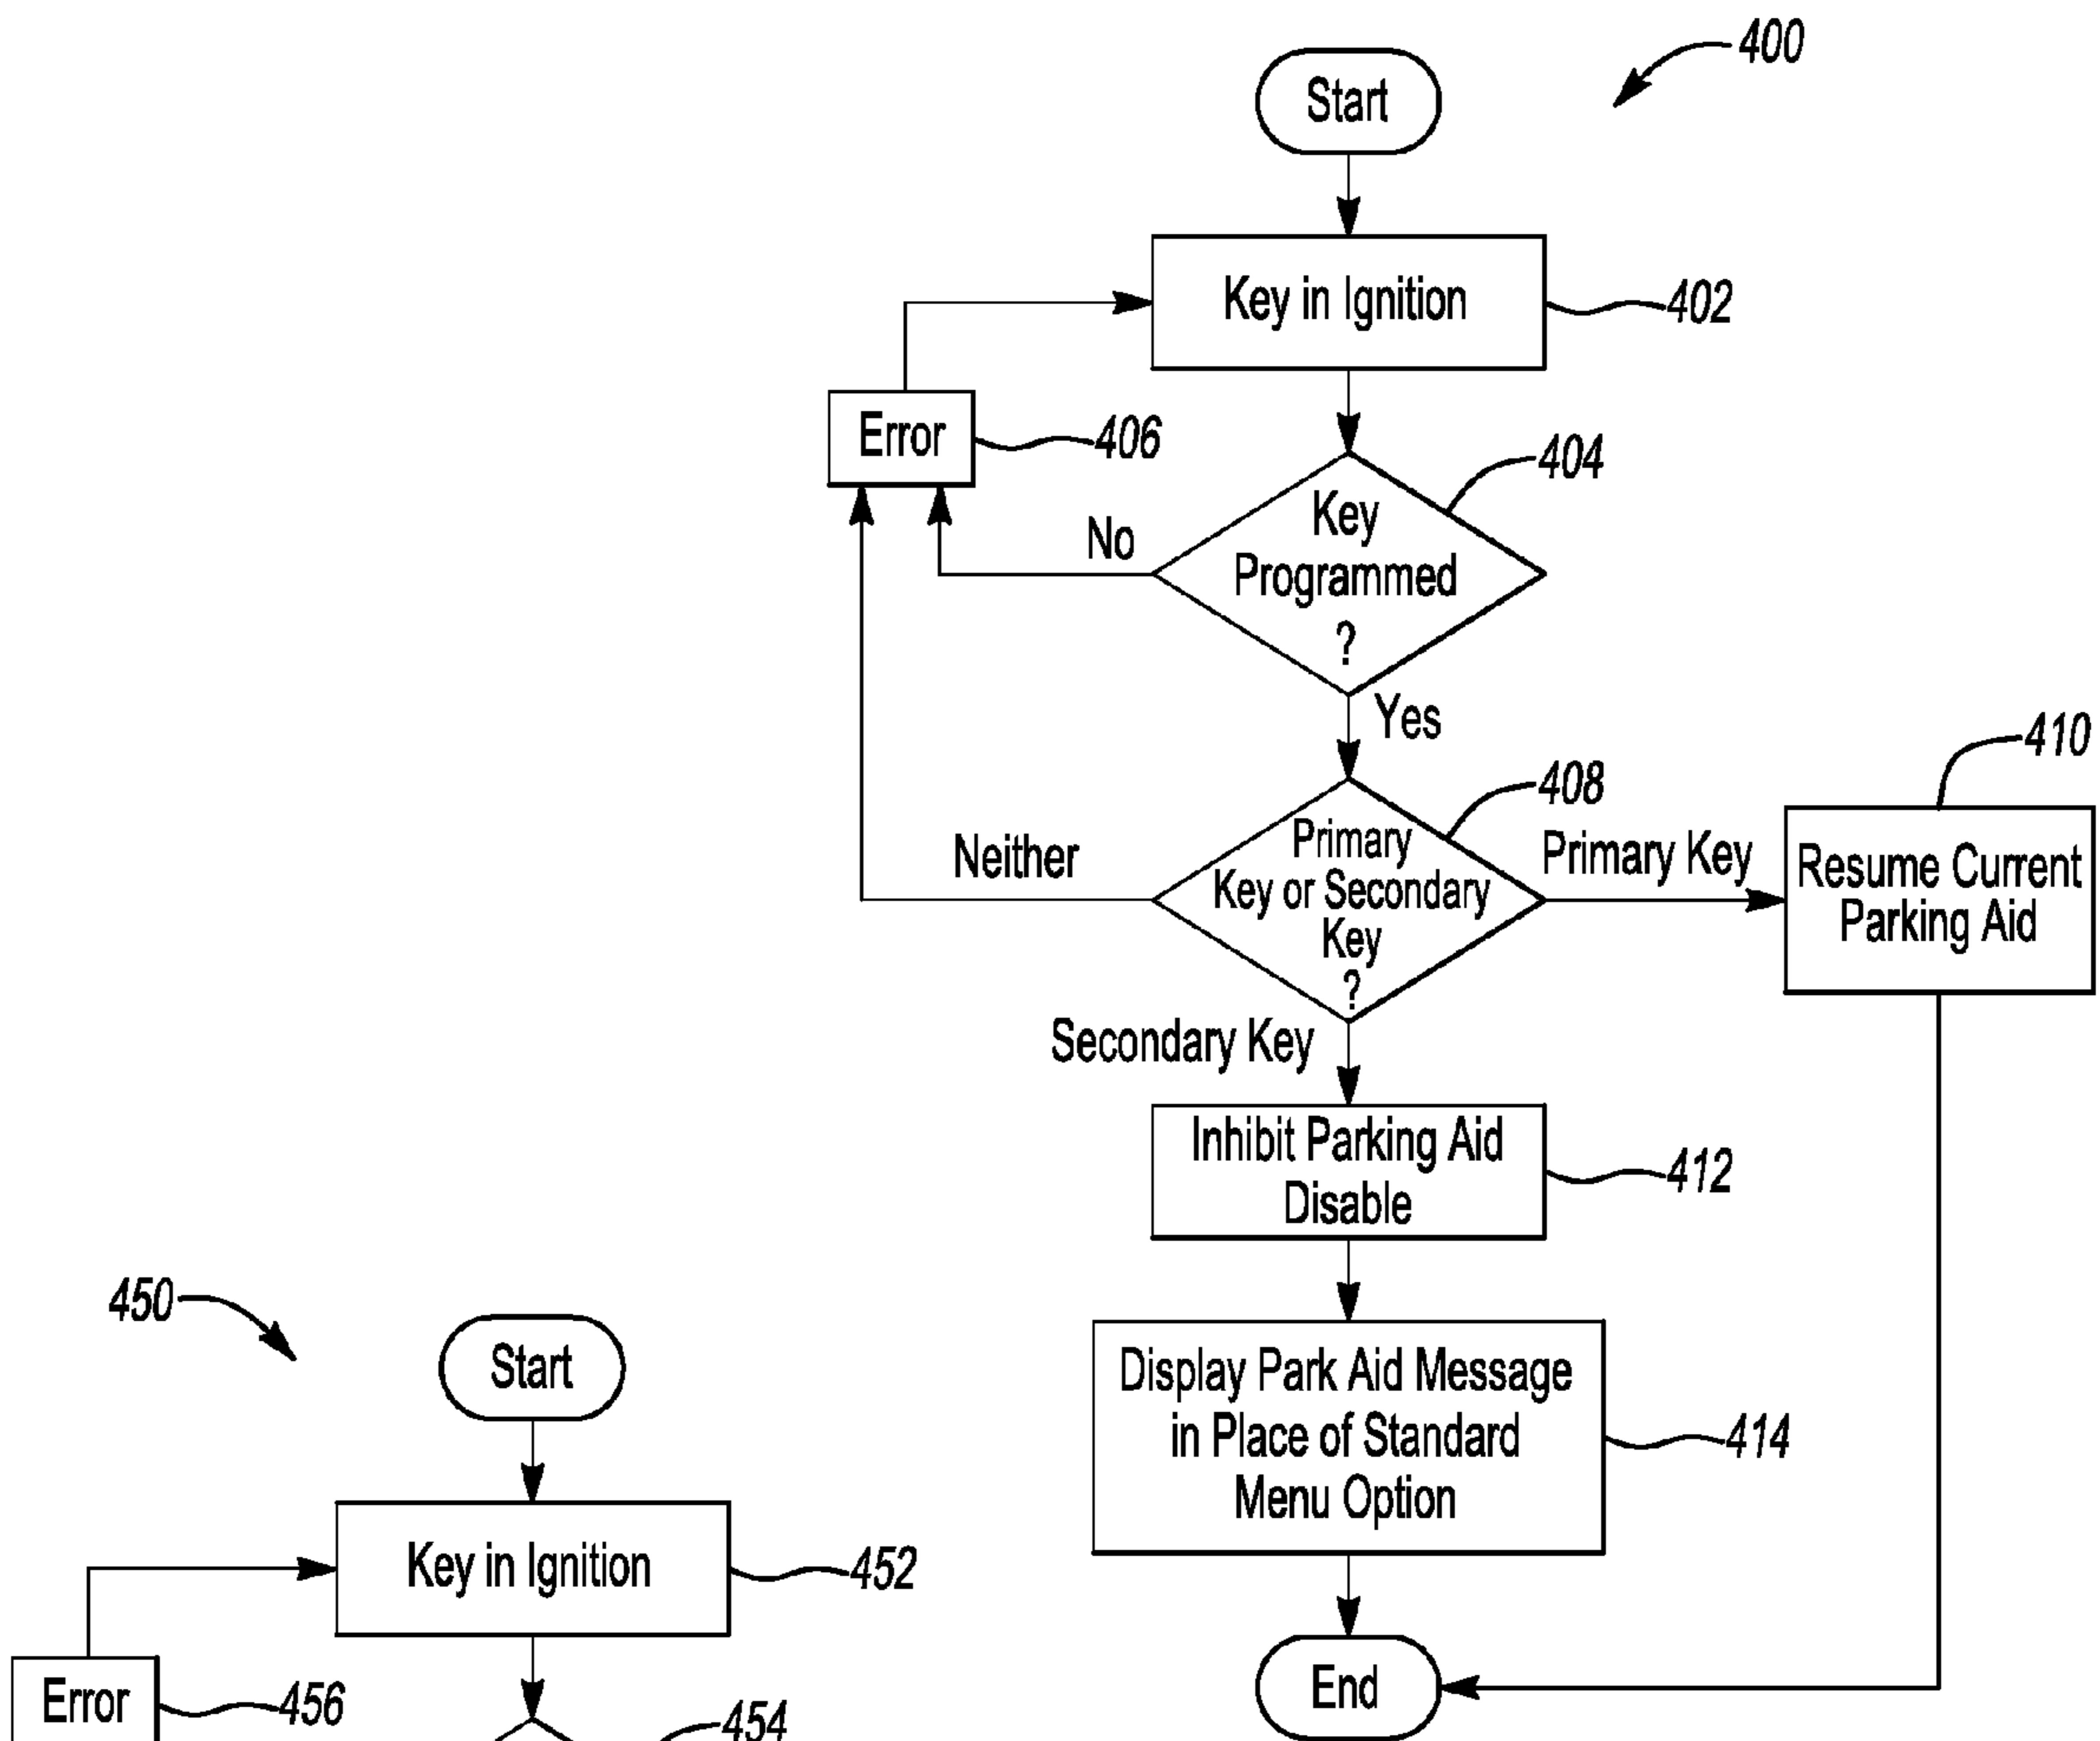 400
Start
Key in Ignition
402
Error
406
404
Key
Programmed
?
No
Yes
408
Primary
Key or Secondary
Key
?
Neither
Primary Key
410
Resume Current
Parking Aid
Secondary Key
Inhibit Parking Aid
Disable
412
Display Park Aid Message
in Place of Standard
Menu Option
414
End
450
Start
Key in Ignition
452
Error
456
454